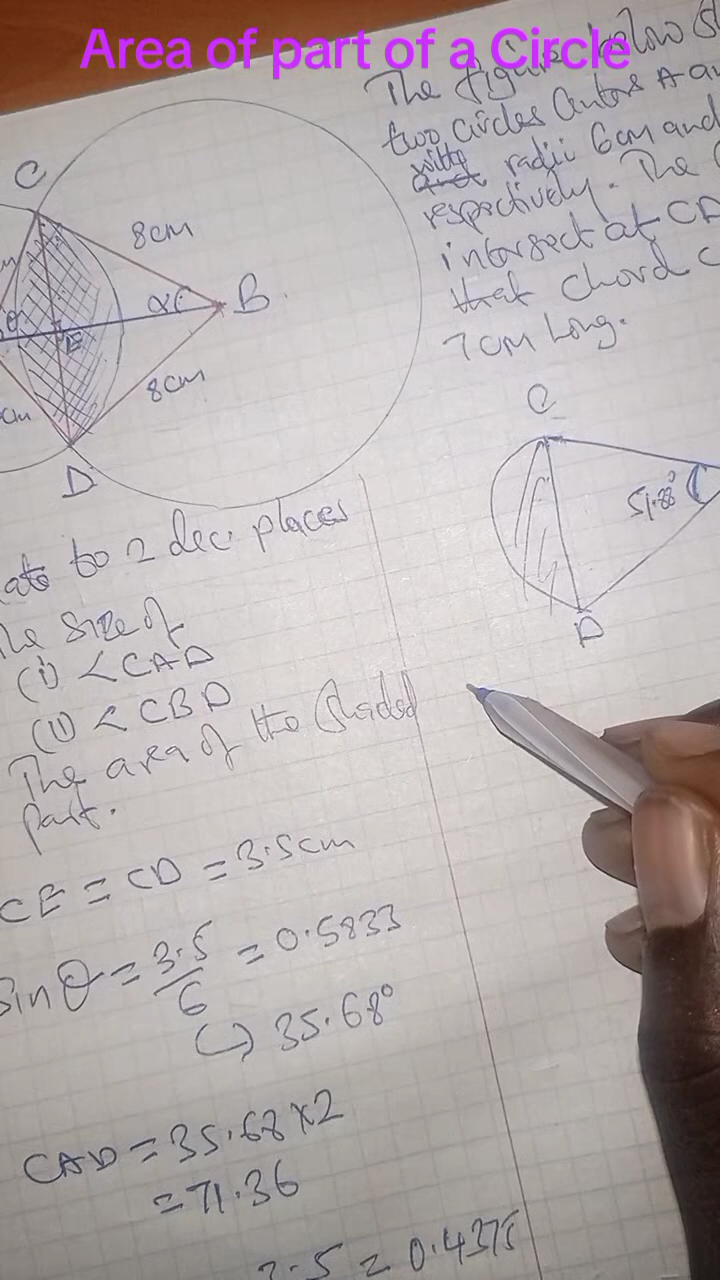 Area of part of a Circle
The figure below
two circles Centers A
with radii 6cm and
respectively. The
intersect at CD
that chord C
7cm long.
C
8cm
θ
E
α
B
8cm
cm
D
C
51.88°
D
to 2 dec. places
The size of
(i) <CAD
(ii) < CBD
The area of the Shaded
part.
CE = CD = 3.5cm
Sin θ = 3.5/6 = 0.5833
↪ 35.68°
CAD = 35.68 x 2
= 71.36
3.5 = 0.4375